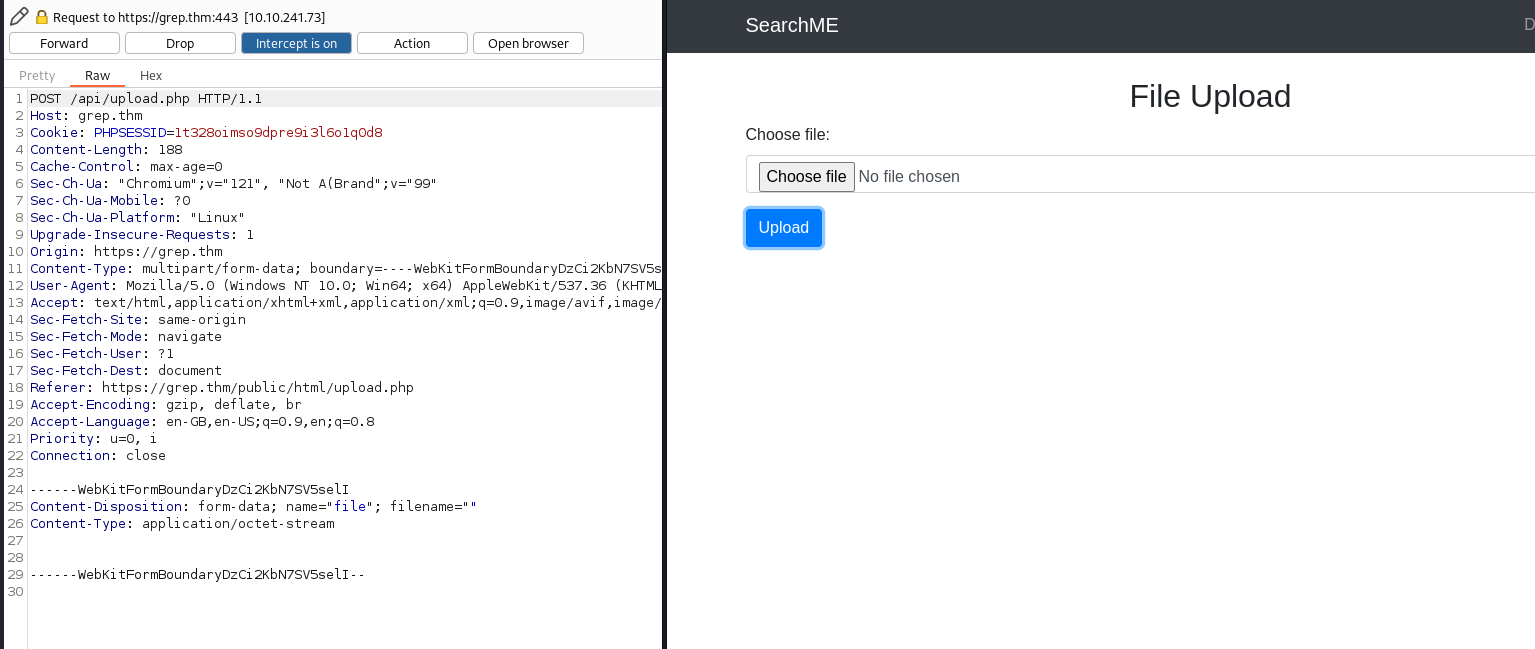 Request to https://grep.thm:443 [10.10.241.73]
Forward Drop Intercept is on Action Open browser
Pretty Raw Hex
1 POST /api/upload.php HTTP/1.1
2 Host: grep.thm
3 Cookie: PHPSESSID=1t328oimso9dpre9i3l6o1q0d8
4 Content-Length: 188
5 Cache-Control: max-age=0
6 Sec-Ch-Ua: "Chromium";v="121", "Not A(Brand";v="99"
7 Sec-Ch-Ua-Mobile: ?0
8 Sec-Ch-Ua-Platform: "Linux"
9 Upgrade-Insecure-Requests: 1
10 Origin: https://grep.thm
11 Content-Type: multipart/form-data; boundary=----WebKitFormBoundaryDzCi2KbN7SV5s
12 User-Agent: Mozilla/5.0 (Windows NT 10.0; Win64; x64) AppleWebKit/537.36 (KHTML
13 Accept: text/html,application/xhtml+xml,application/xml;q=0.9,image/avif,image/
14 Sec-Fetch-Site: same-origin
15 Sec-Fetch-Mode: navigate
16 Sec-Fetch-User: ?1
17 Sec-Fetch-Dest: document
18 Referer: https://grep.thm/public/html/upload.php
19 Accept-Encoding: gzip, deflate, br
20 Accept-Language: en-GB,en-US;q=0.9,en;q=0.8
21 Priority: u=0, i
22 Connection: close
23
24 ------WebKitFormBoundaryDzCi2KbN7SV5selI
25 Content-Disposition: form-data; name="file"; filename=""
26 Content-Type: application/octet-stream
27
28
29 ------WebKitFormBoundaryDzCi2KbN7SV5selI--
30
SearchME D
File Upload
Choose file:
Choose file No file chosen
Upload